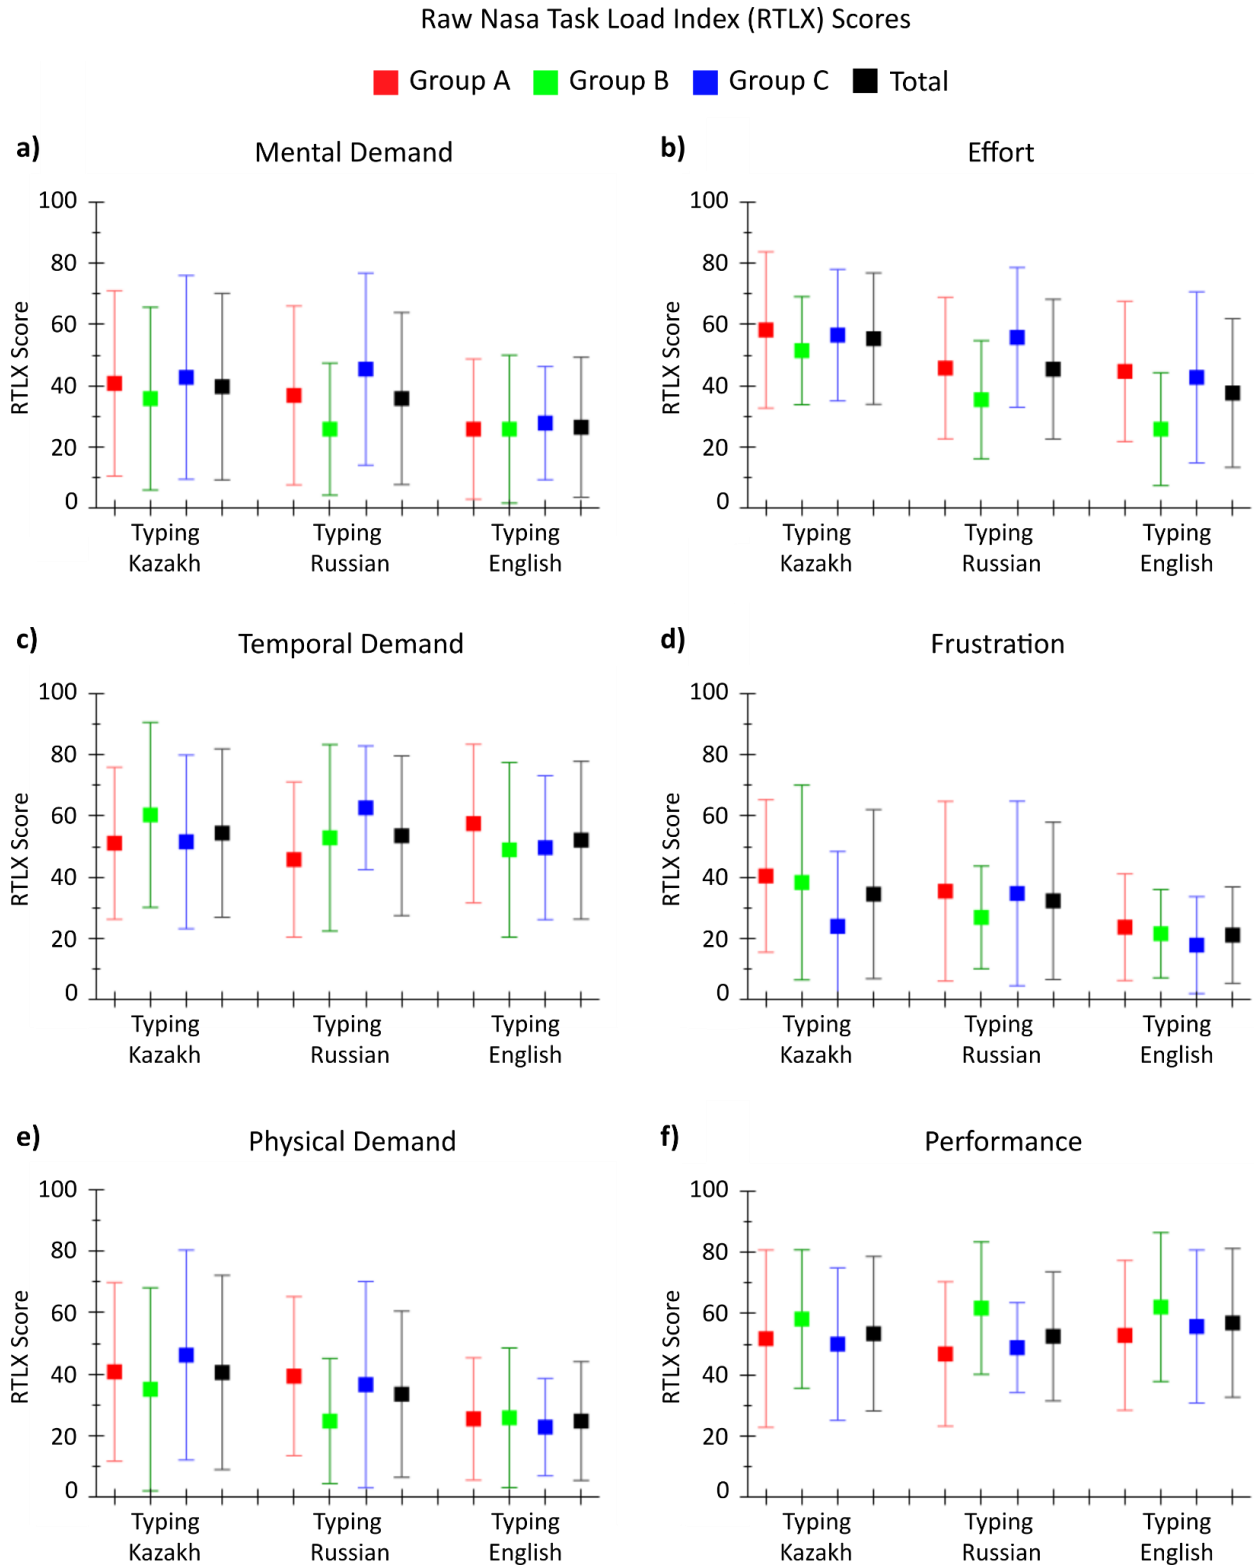 Raw Nasa Task Load Index (RTLX) Scores
Group A Group B Group C Total
a) Mental Demand
RTLX Score
100
80
60
40
20
0
Typing Kazakh
Typing Russian
Typing English
b) Effort
RTLX Score
100
80
60
40
20
0
Typing Kazakh
Typing Russian
Typing English
c) Temporal Demand
RTLX Score
100
80
60
40
20
0
Typing Kazakh
Typing Russian
Typing English
d) Frustration
RTLX Score
100
80
60
40
20
0
Typing Kazakh
Typing Russian
Typing English
e) Physical Demand
RTLX Score
100
80
60
40
20
0
Typing Kazakh
Typing Russian
Typing English
f) Performance
RTLX Score
100
80
60
40
20
0
Typing Kazakh
Typing Russian
Typing English